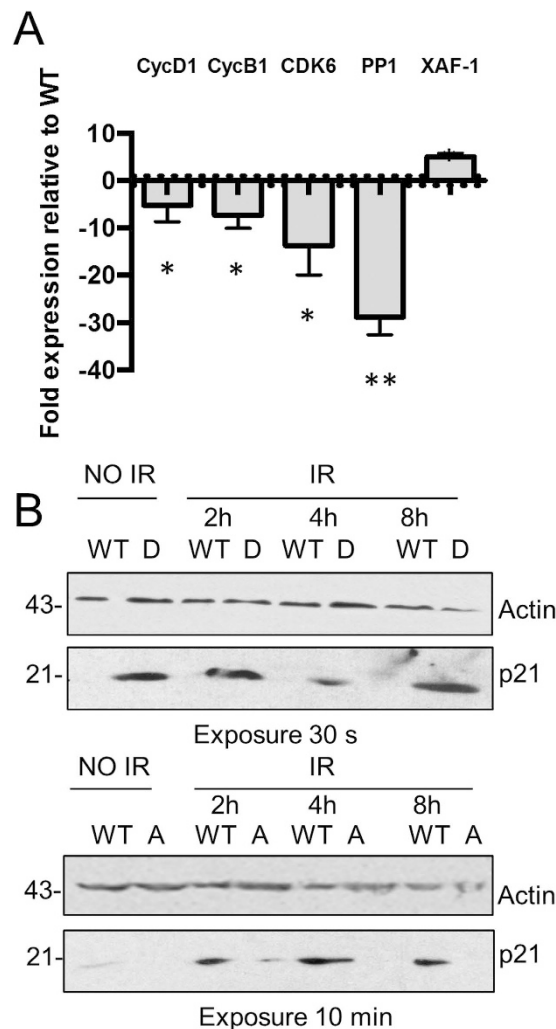 A
CycD1 CycB1 CDK6 PP1 XAF-1
Fold expression relative to WT
10
0
-10
-20
-30
-40
* * * **
B
NO IR IR
2h 4h 8h
WT D WT D WT D WT D
43- Actin
21- p21
Exposure 30 s
NO IR IR
2h 4h 8h
WT A WT A WT A WT A
43- Actin
21- p21
Exposure 10 min